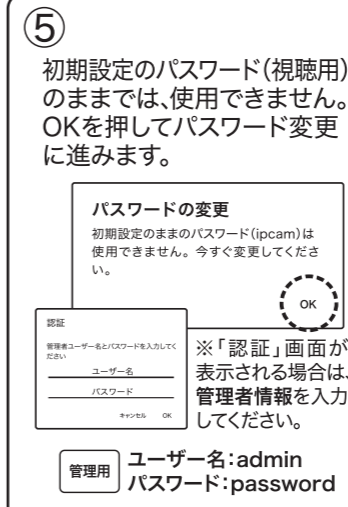 ⑤
初期設定のパスワード（視聴用）
のままでは、使用できません。
OKを押してパスワード変更
に進みます。
パスワードの変更
初期設定のままのパスワード（ipcam）は
使用できません。今すぐ変更してくださ
い。
OK
認証
管理者ユーザー名とパスワードを入力してく
ださい
ユーザー名
パスワード
キャンセル OK
※「認証」画面が
表示される場合は、
管理者情報を入力
してください。
管理用
ユーザー名：admin
パスワード：password